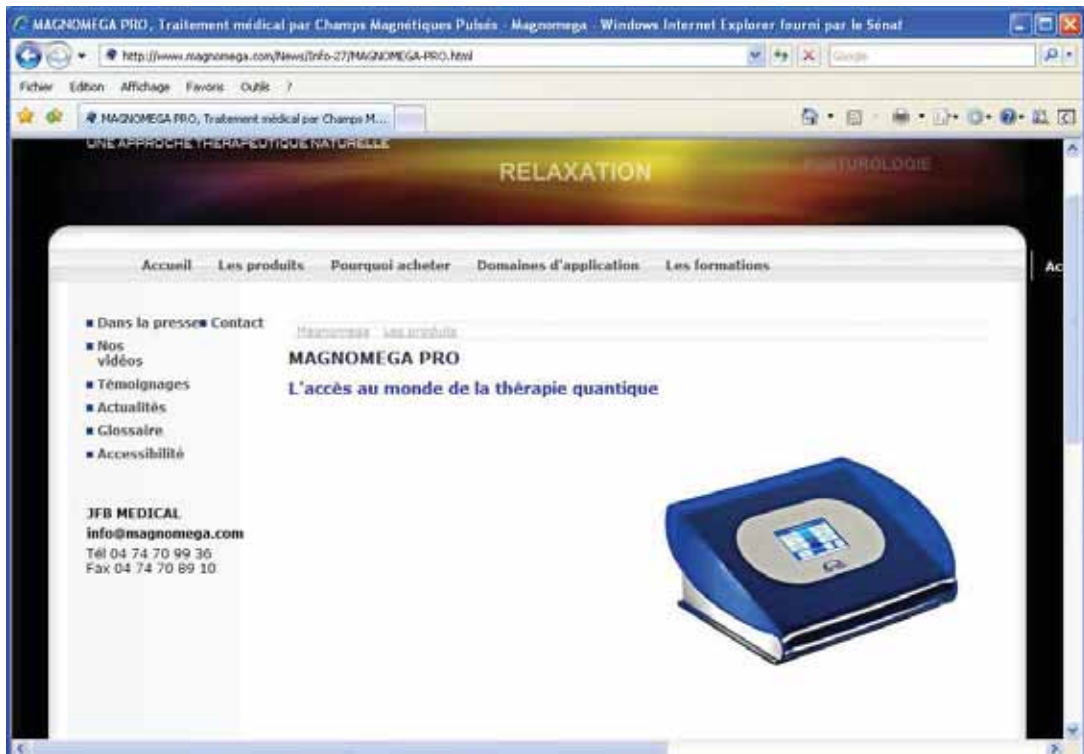 MAGNOMEGA PRO, Traitement médical par Champs Magnétiques Pulsés - Magnomega - Windows Internet Explorer fourni par le Sénat
http://www.magnomega.com/News/Info-27/MAGNOMEGA-PRO.html
Google
Fichier Edition Affichage Favoris Outils ?
MAGNOMEGA PRO, Traitement médical par Champs M...
UNE APPROCHE THERAPEUTIQUE NATURELLE
RELAXATION
POSTUROLOGIE
Accueil Les produits Pourquoi acheter Domaines d'application Les formations
Ac
Dans la presse Contact
Nos
vidéos
Témoignages
Actualités
Glossaire
Accessibilité
Magnomega Les produits
MAGNOMEGA PRO
L'accès au monde de la thérapie quantique
JFB MEDICAL
info@magnomega.com
Tél 04 74 70 99 36
Fax 04 74 70 89 10